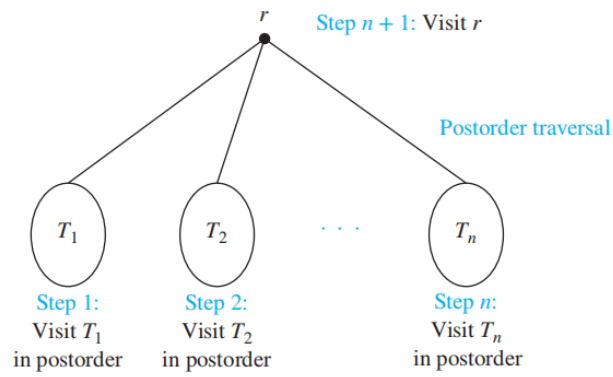 r
Step n + 1: Visit r
Postorder traversal
T₁
T₂
. . .
Tₙ
Step 1:
Visit T₁
in postorder
Step 2:
Visit T₂
in postorder
Step n:
Visit Tₙ
in postorder